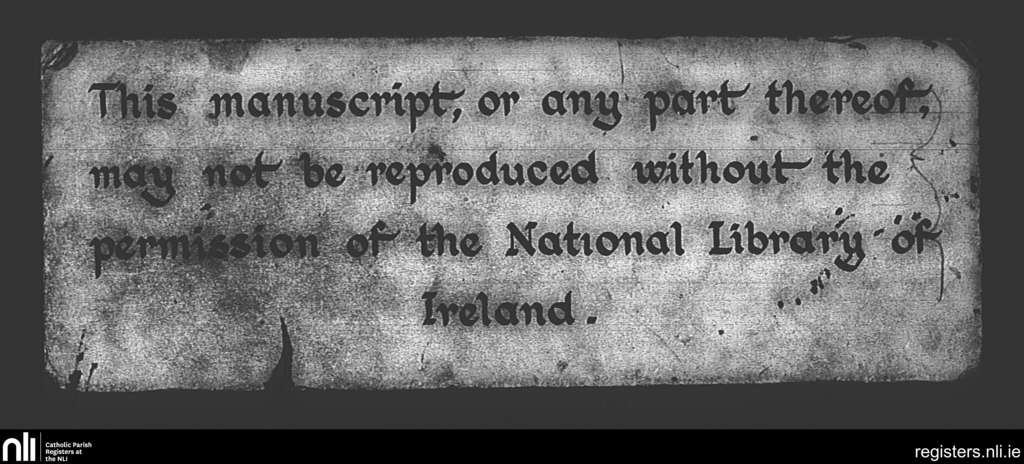 This manuscript, or any part thereof,
may not be reproduced without the
permission of the National Library of
Ireland.
nli
Catholic Parish
Registers at
the NLI
registers.nli.ie